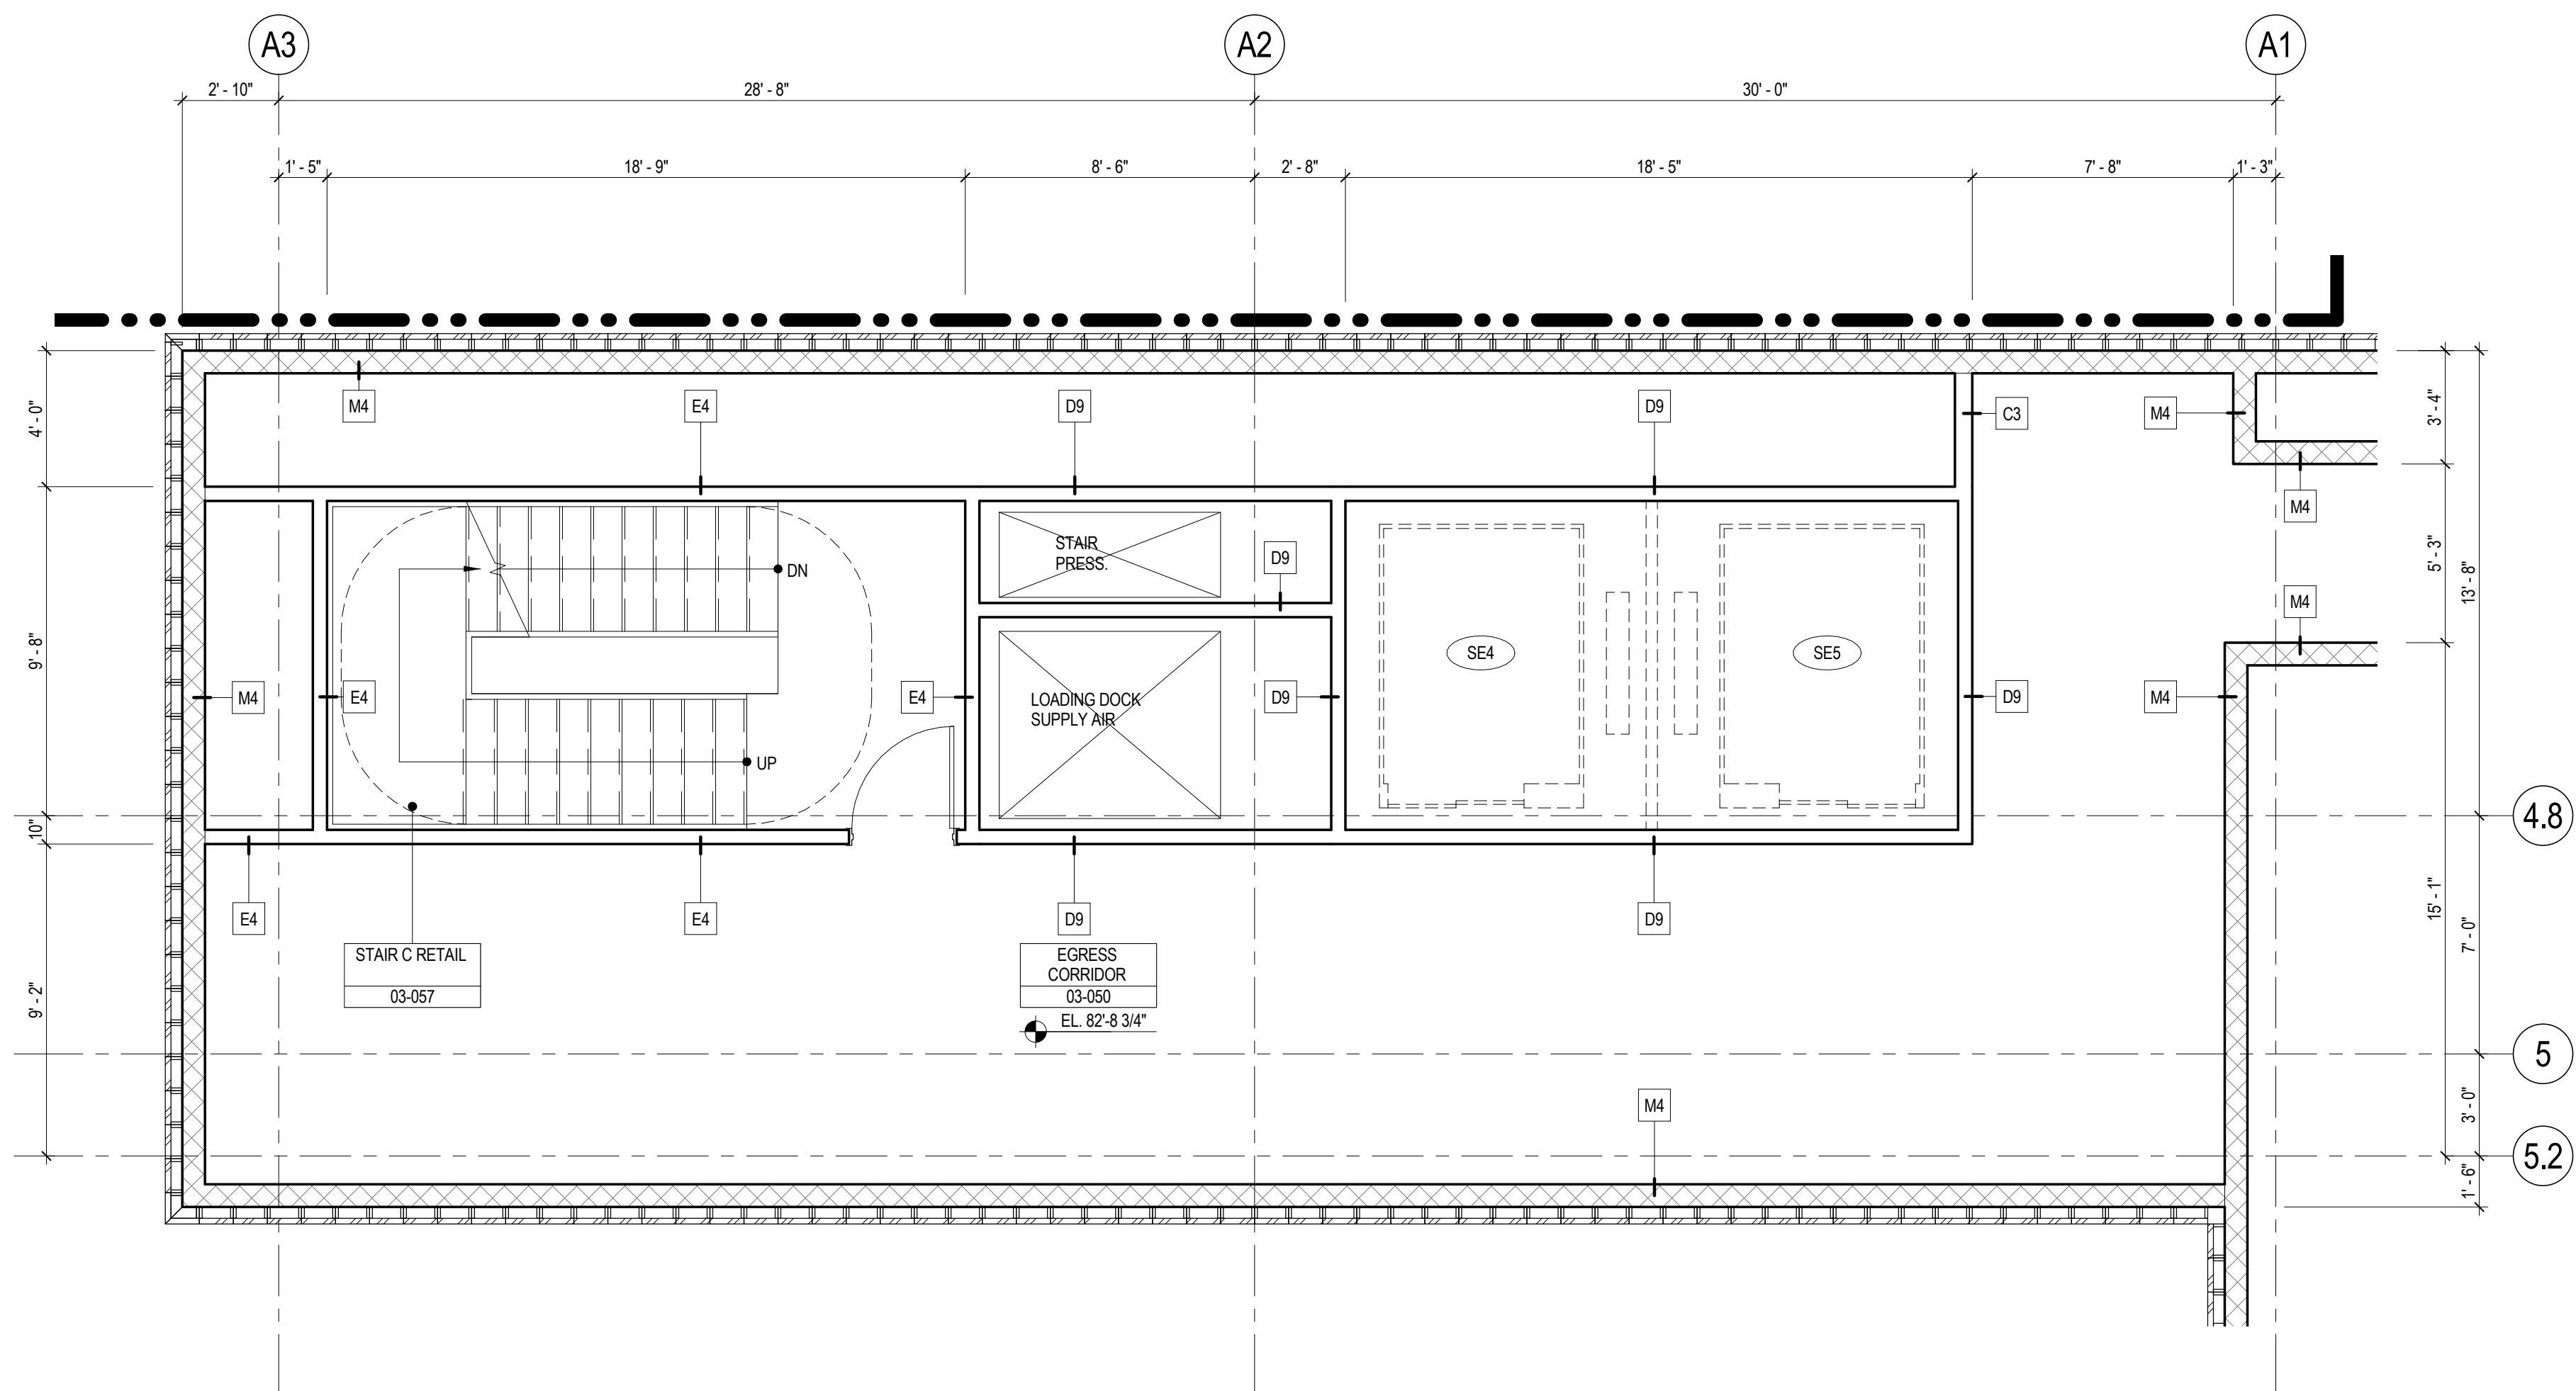 A3
A2
A1
2' - 10"
28' - 8"
30' - 0"
1' - 5"
18' - 9"
8' - 6"
2' - 8"
18' - 5"
7' - 8"
1' - 3"
4' - 0"
9' - 8"
10"
9' - 2"
M4
E4
D9
D9
C3
M4
M4
M4
3' - 4"
5' - 3"
13' - 8"
15' - 1"
7' - 0"
3' - 0"
1' - 6"
STAIR
PRESS.
D9
DN
SE4
SE5
M4
E4
E4
LOADING DOCK
SUPPLY AIR
D9
D9
M4
UP
4.8
E4
E4
D9
D9
STAIR C RETAIL
03-057
EGRESS
CORRIDOR
03-050
EL. 82'-8 3/4"
5
M4
5.2